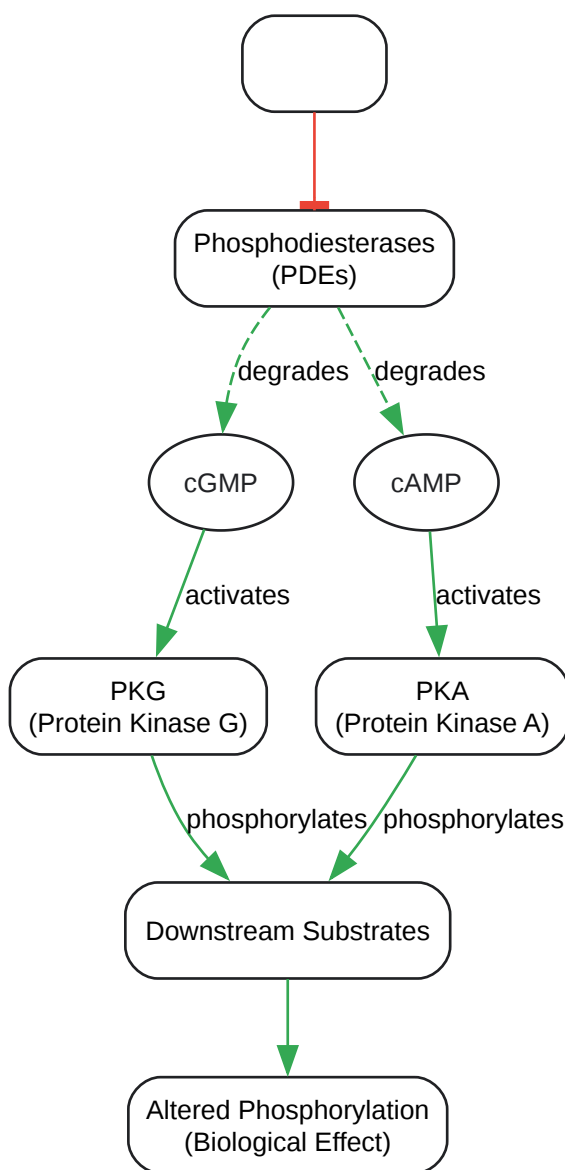 Phosphodiesterases
(PDEs)
degrades degrades
cGMP cAMP
activates activates
PKG
(Protein Kinase G)
PKA
(Protein Kinase A)
phosphorylates phosphorylates
Downstream Substrates
Altered Phosphorylation
(Biological Effect)